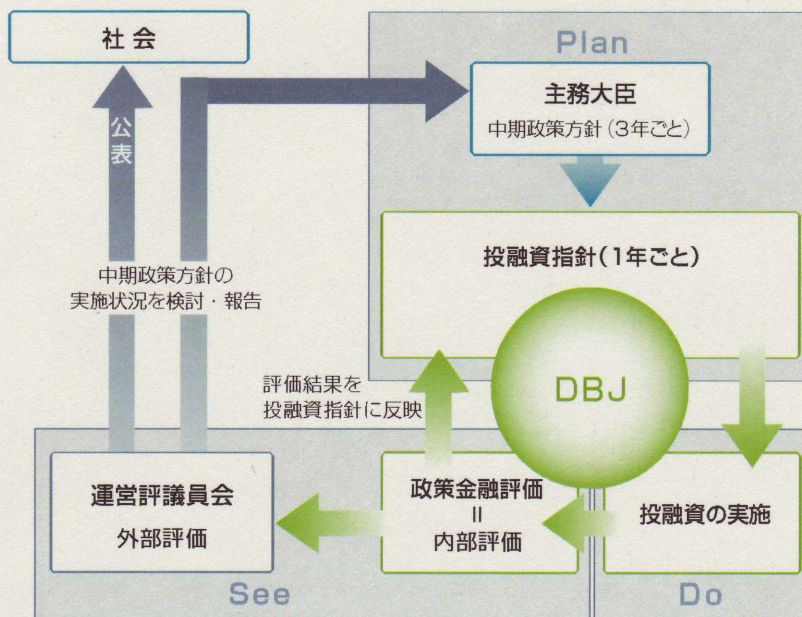 社会
Plan
主務大臣
中期政策方針(3年ごと)
公表
投融資指針(1年ごと)
中期政策方針の
実施状況を検討・報告
評価結果を
投融資指針に反映
DBJ
運営評議員会
外部評価
政策金融評価
=
内部評価
投融資の実施
See
Do